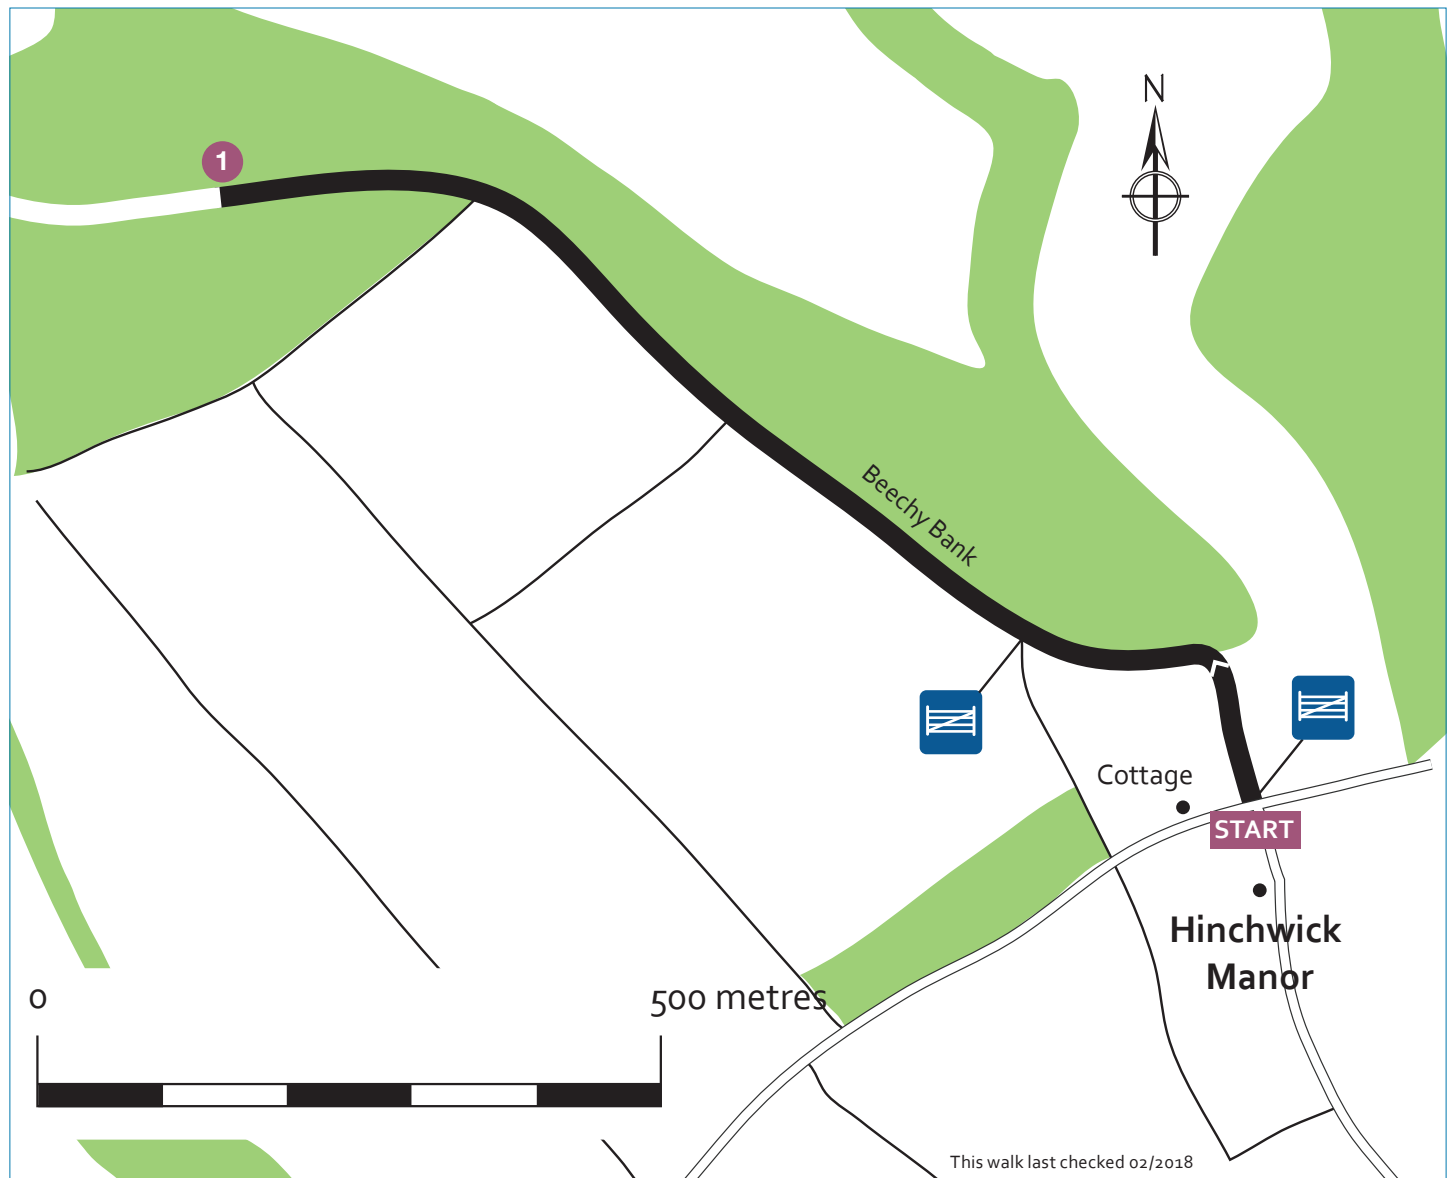 N
1
Beechy Bank
Cottage
START
Hinchwick
Manor
0
500 metres
This walk last checked 02/2018